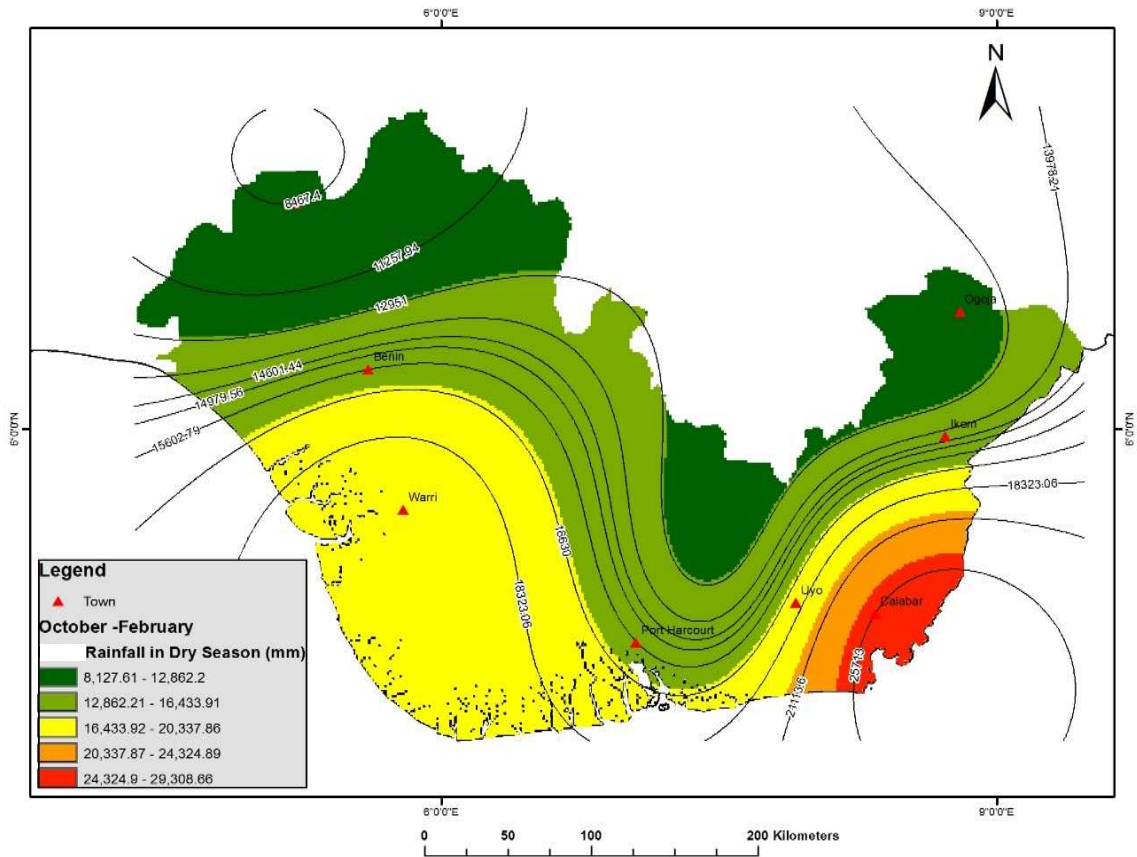 6°0'0"E
9°0'0"E
N
13978.21
8467.4
11257.94
12951
Ogoja
Benin
14601.44
14979.56
15602.79
6°0'0"N
6°0'0"N
Ikom
18323.06
Warri
16630
18323.06
Uyo
Calabar
Port Harcourt
25713
21113.6
Legend
Town
October -February
Rainfall in Dry Season (mm)
8,127.61 - 12,862.2
12,862.21 - 16,433.91
16,433.92 - 20,337.86
20,337.87 - 24,324.89
24,324.9 - 29,308.66
6°0'0"E
9°0'0"E
0 50 100 200 Kilometers